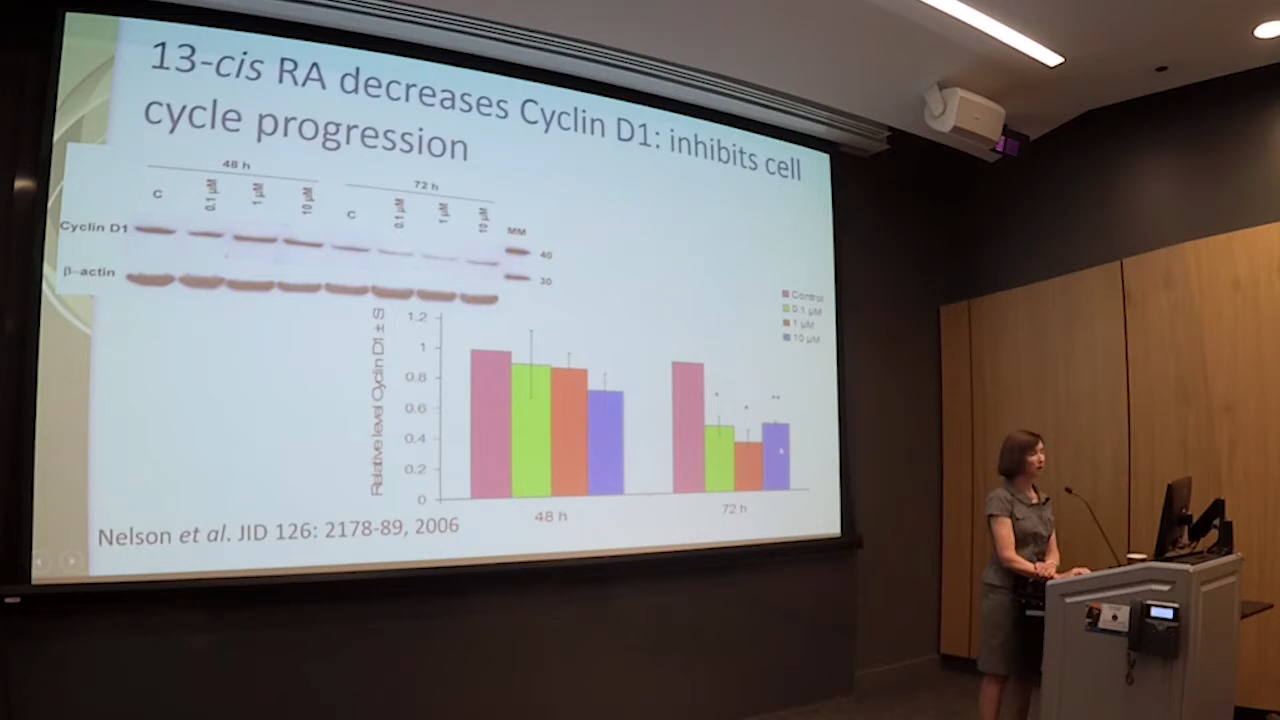 13-cis RA decreases Cyclin D1: inhibits cell
cycle progression
48 h
72 h
C 0.1 µM 1 µM 10 µM C 0.1 µM 1 µM 10 µM MM
Cyclin D1
40
β-actin
30
Relative level Cyclin D1 ± S
1.2
1
0.8
0.6
0.4
0.2
0
Control
0.1 µM
1 µM
10 µM
* * **
48 h 72 h
Nelson et al. JID 126: 2178-89, 2006